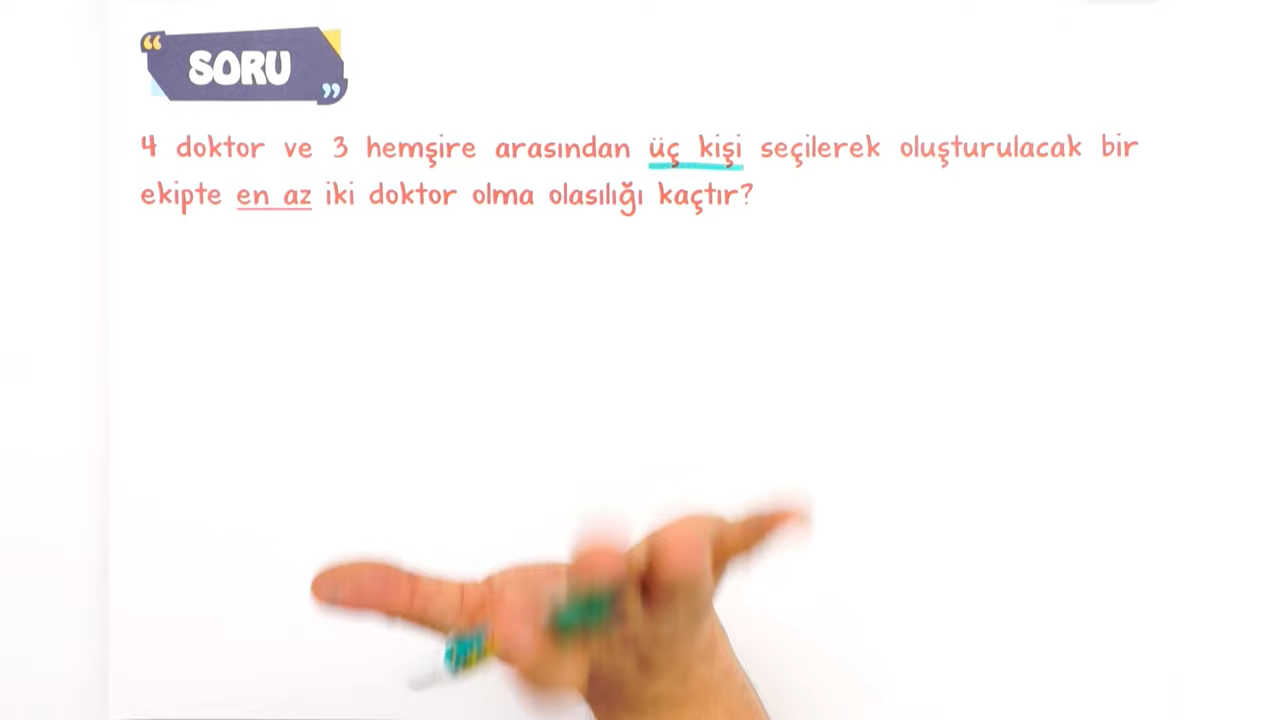 SORU
4 doktor ve 3 hemşire arasından üç kişi seçilerek oluşturulacak bir
ekipte en az iki doktor olma olasılığı kaçtır?